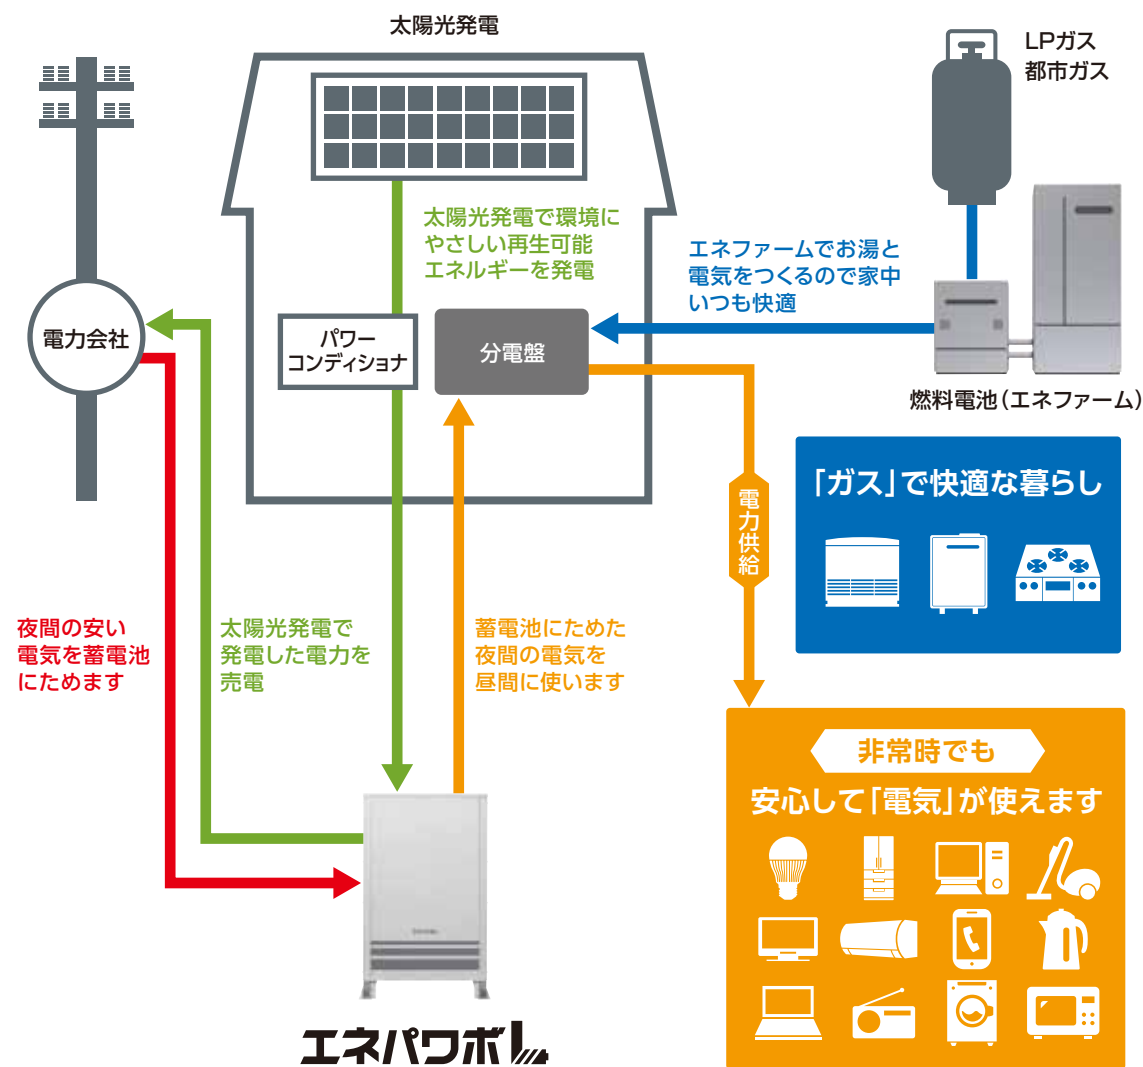 太陽光発電
LPガス
都市ガス
太陽光発電で環境に
やさしい再生可能
エネルギーを発電
エネファームでお湯と
電気をつくるので家中
いつも快適
電力会社
パワー
コンディショナ
分電盤
燃料電池（エネファーム）
「ガス」で快適な暮らし
電力供給
夜間の安い
電気を蓄電池
にためます
太陽光発電で
発電した電力を
売電
蓄電池にためた
夜間の電気を
昼間に使います
非常時でも
安心して「電気」が使えます
エネパワボL